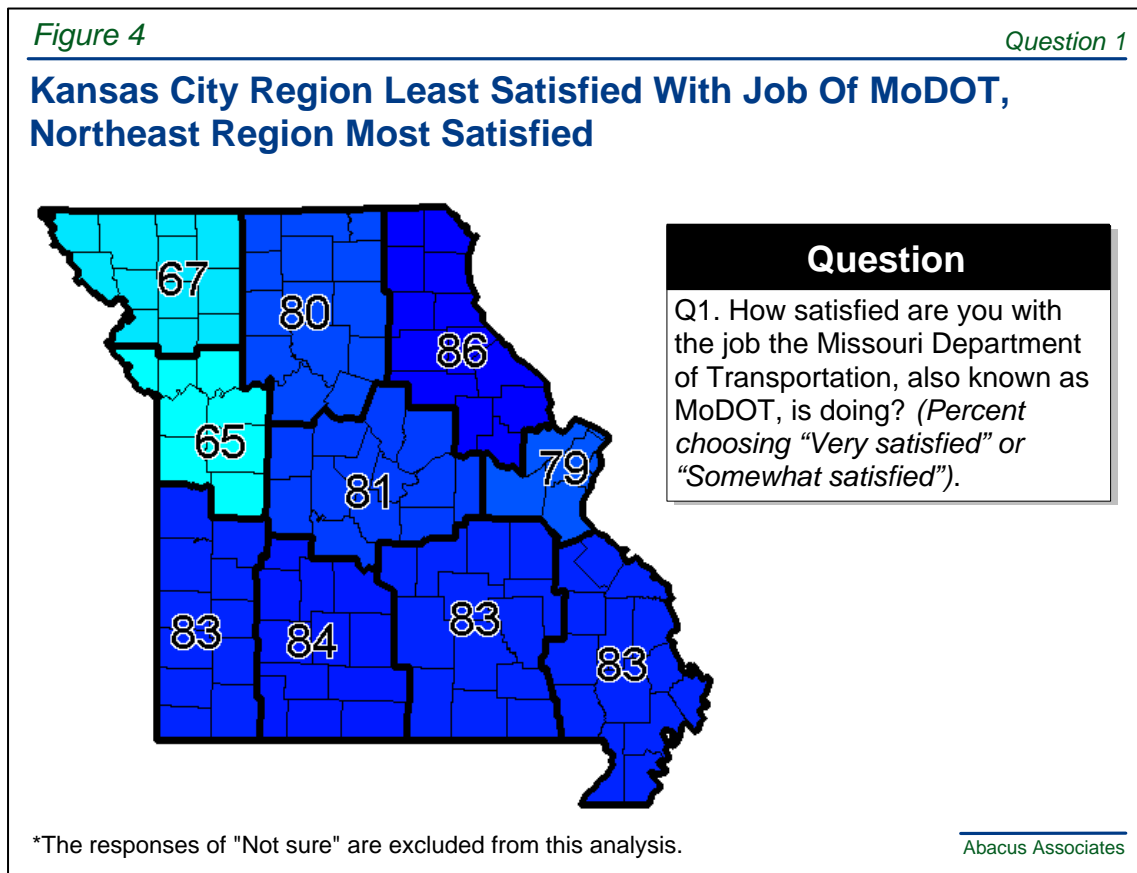 Figure 4
Question 1
Kansas City Region Least Satisfied With Job Of MoDOT,
Northeast Region Most Satisfied
67
80
86
65
81
79
83
84
83
83
Question
Q1. How satisfied are you with
the job the Missouri Department
of Transportation, also known as
MoDOT, is doing? (Percent
choosing “Very satisfied” or
“Somewhat satisfied”).
*The responses of "Not sure" are excluded from this analysis.
Abacus Associates